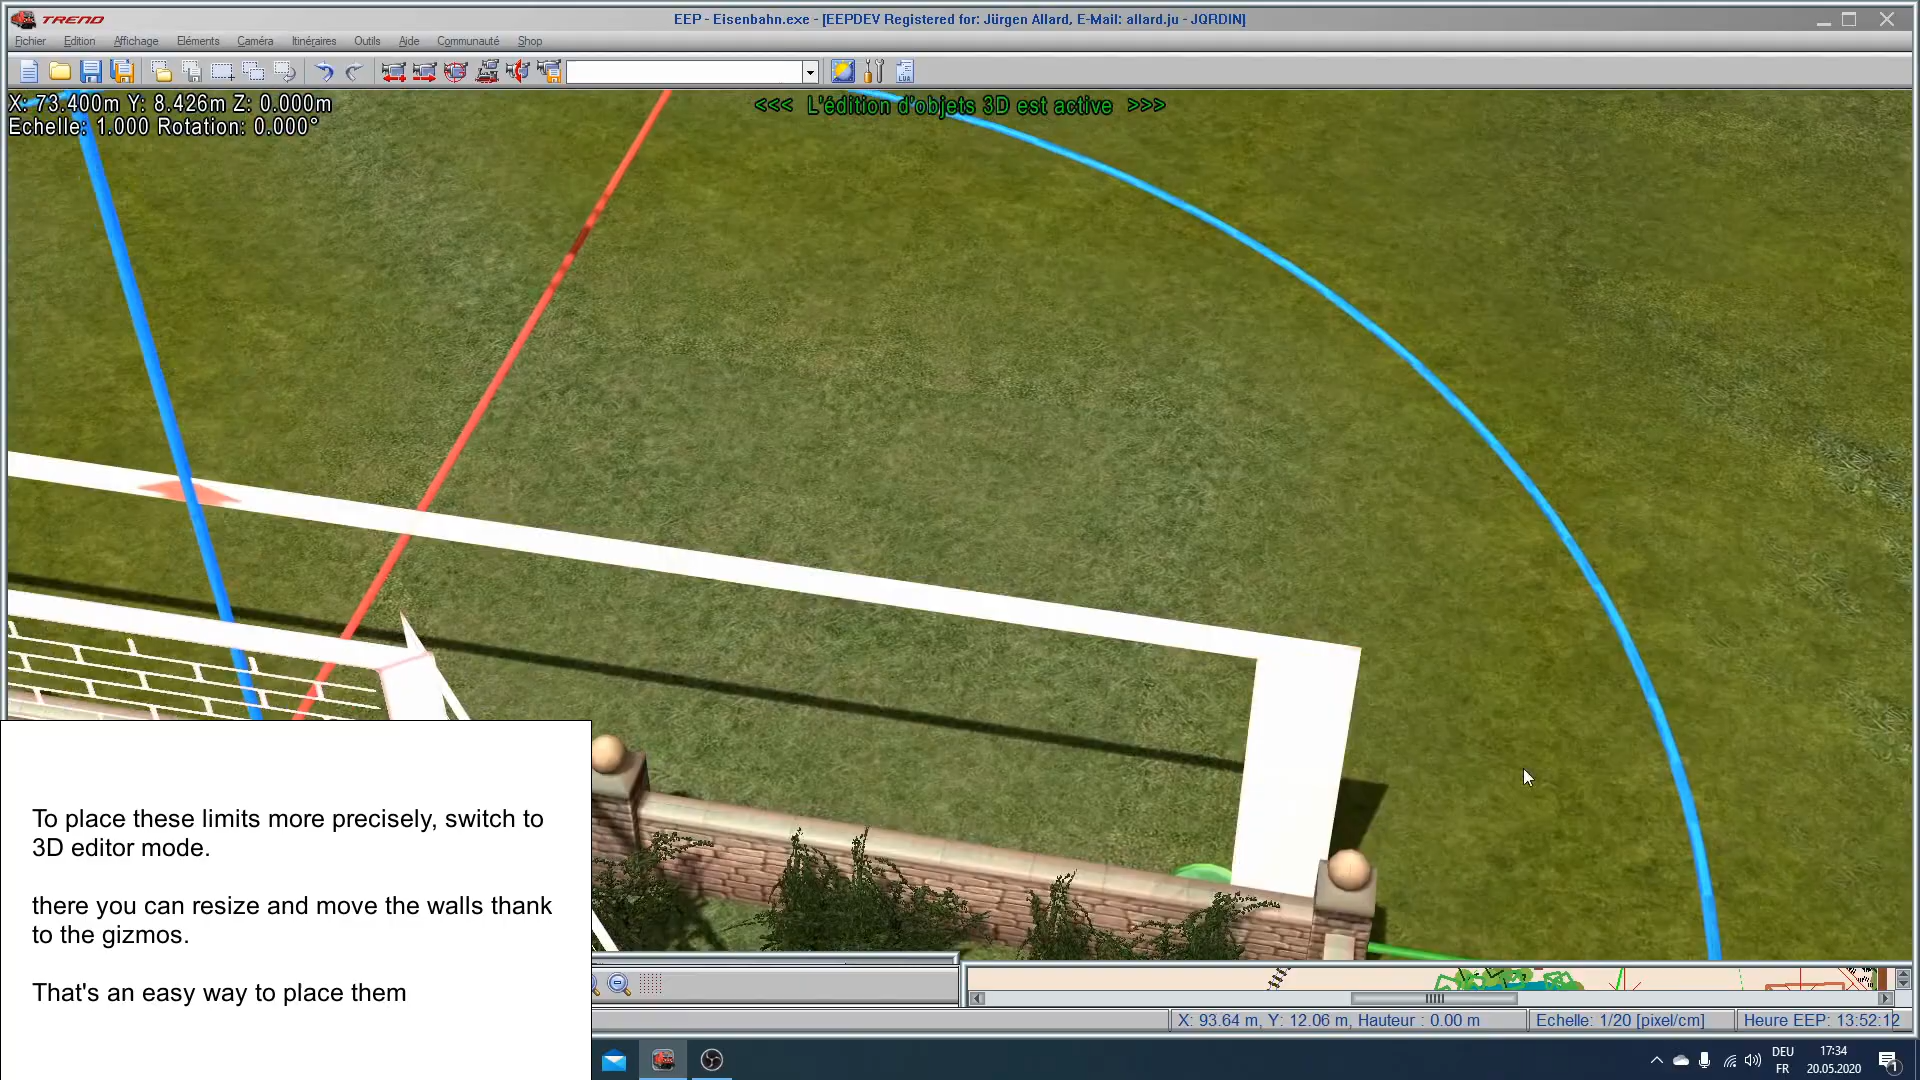 TREND
EEP - Eisenbahn.exe - [EEPDEV Registered for: Jürgen Allard, E-Mail: allard.ju - JQRDIN]
Fichier Edition Affichage Eléments Caméra Itinéraires Outils Aide Communauté Shop
LUA
X: 73.400m Y: 8.426m Z: 0.000m
Echelle: 1.000 Rotation: 0.000°
<<< L'édition d'objets 3D est active >>>
To place these limits more precisely, switch to
3D editor mode.
there you can resize and move the walls thank
to the gizmos.
That's an easy way to place them
X: 93.64 m, Y: 12.06 m, Hauteur : 0.00 m
Echelle: 1/20 [pixel/cm]
Heure EEP: 13:52:12
DEU
FR
17:34
20.05.2020
1